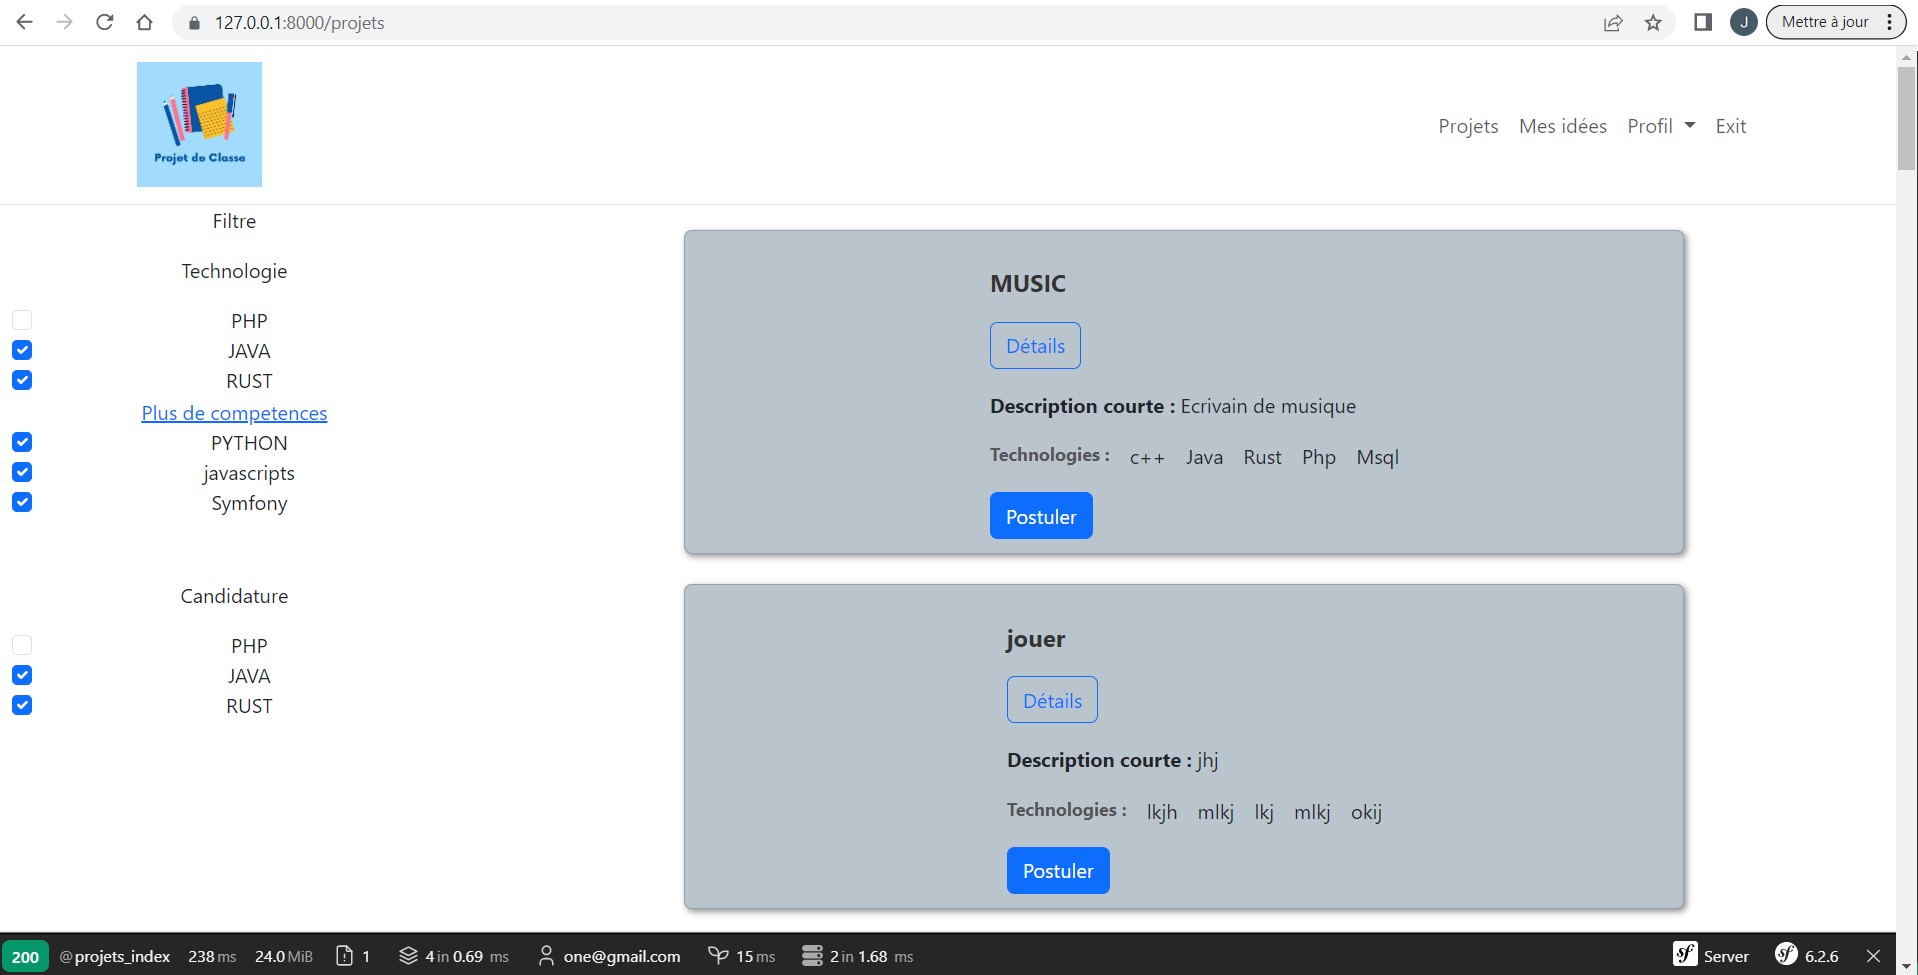 127.0.0.1:8000/projets
J
Mettre à jour
Projet de Classe
Projets Mes idées Profil Exit
Filtre
Technologie
PHP
JAVA
RUST
Plus de competences
PYTHON
javascripts
Symfony
Candidature
PHP
JAVA
RUST
MUSIC
Détails
Description courte : Ecrivain de musique
Technologies : c++ Java Rust Php Msql
Postuler
jouer
Détails
Description courte : jhj
Technologies : lkjh mlkj lkj mlkj okij
Postuler
200 @projets_index 238 ms 24.0 MiB 1 4 in 0.69 ms one@gmail.com 15 ms 2 in 1.68 ms sf Server sf 6.2.6